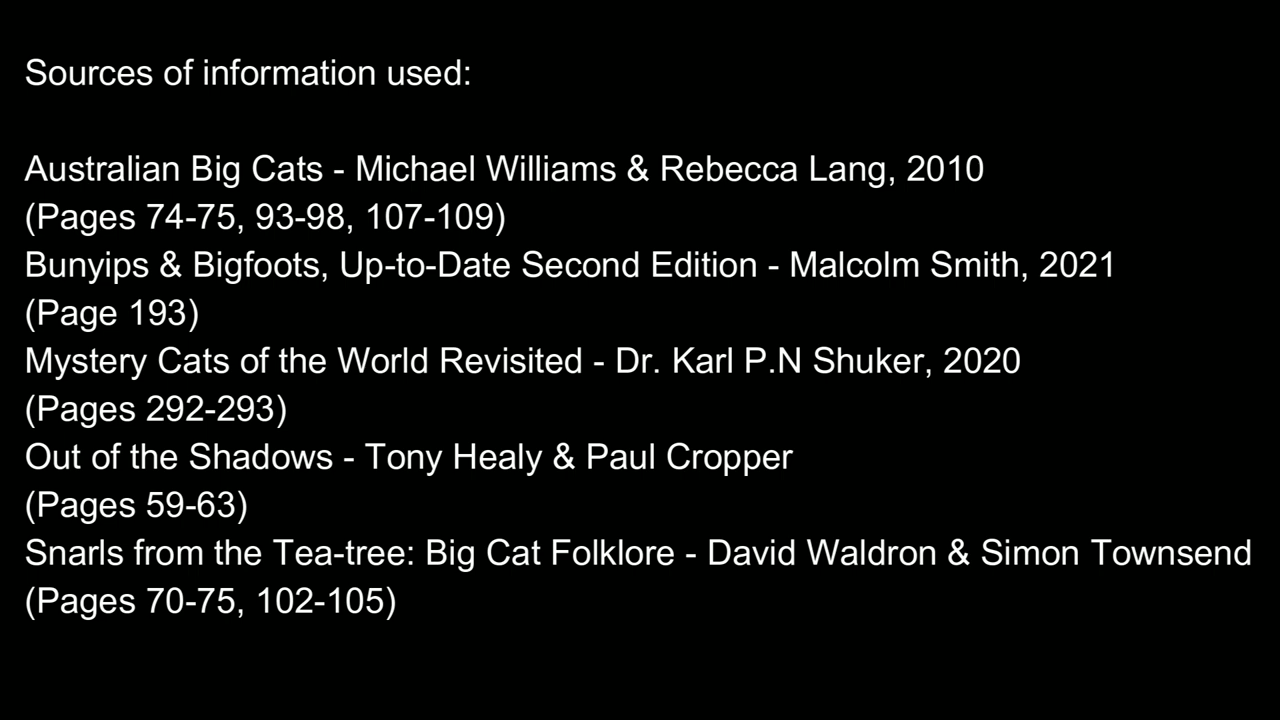 Sources of information used:
Australian Big Cats - Michael Williams & Rebecca Lang, 2010
(Pages 74-75, 93-98, 107-109)
Bunyips & Bigfoots, Up-to-Date Second Edition - Malcolm Smith, 2021
(Page 193)
Mystery Cats of the World Revisited - Dr. Karl P.N Shuker, 2020
(Pages 292-293)
Out of the Shadows - Tony Healy & Paul Cropper
(Pages 59-63)
Snarls from the Tea-tree: Big Cat Folklore - David Waldron & Simon Townsend
(Pages 70-75, 102-105)